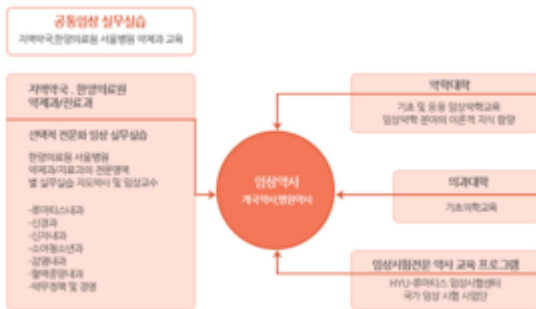 공통임상 실무실습
지역약국,한양의료원 서울병원 약제과 교육
지역약국 . 한양의료원
약제과/진료과
선택적 전문화 임상 실무실습
한양의료원 서울병원
약제과/치료과의 전문영역
별 실무실습 지도약사 및 임상교수
-류마티스내과
-신경과
-신장내과
-소아청소년과
-감염내과
-혈액종양내과
-약무정책 및 경영
임상약사
개국약사,병원약사
약학대학
기초 및 응용 임상약학교육
임상약학 분야의 이론적 지식 함양
의과대학
기초의학교육
임상시험전문 약사 교육 프로그램
HYU-류마티스 임상시험센터
국가 임상 시험 사업단